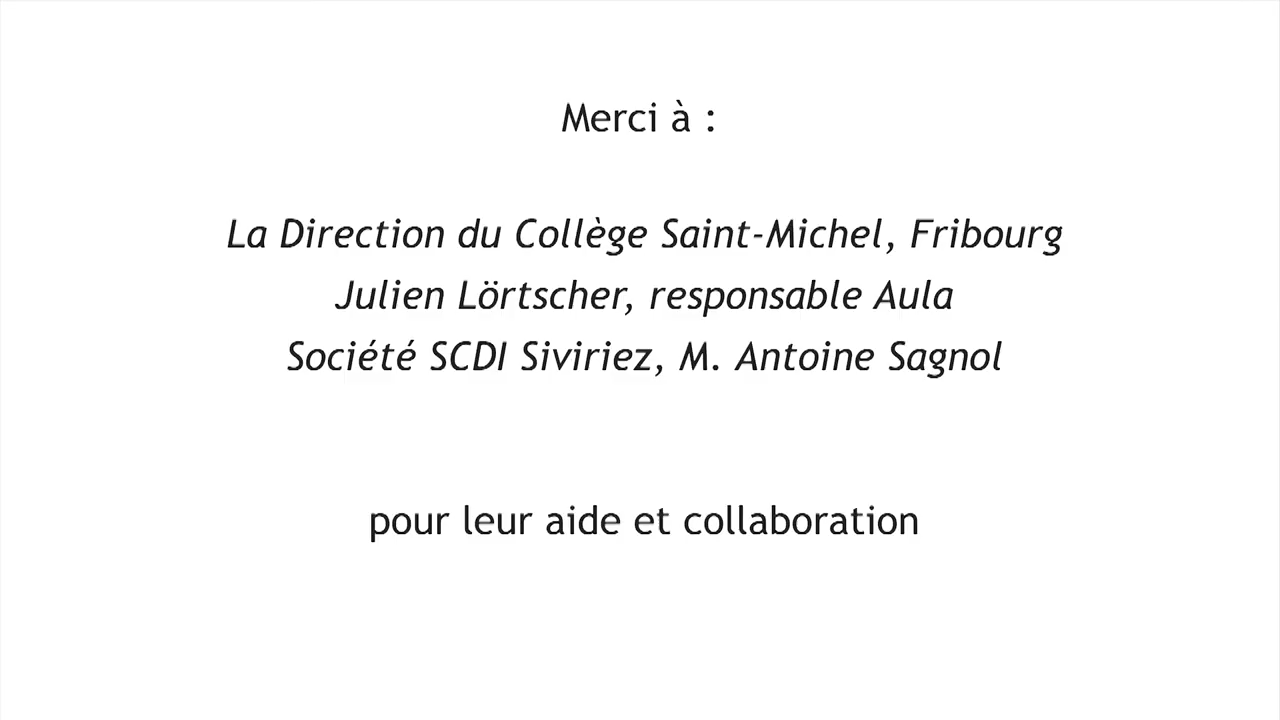 Merci à :
La Direction du Collège Saint-Michel, Fribourg
Julien Lörtscher, responsable Aula
Société SCDI Siviriez, M. Antoine Sagnol
pour leur aide et collaboration